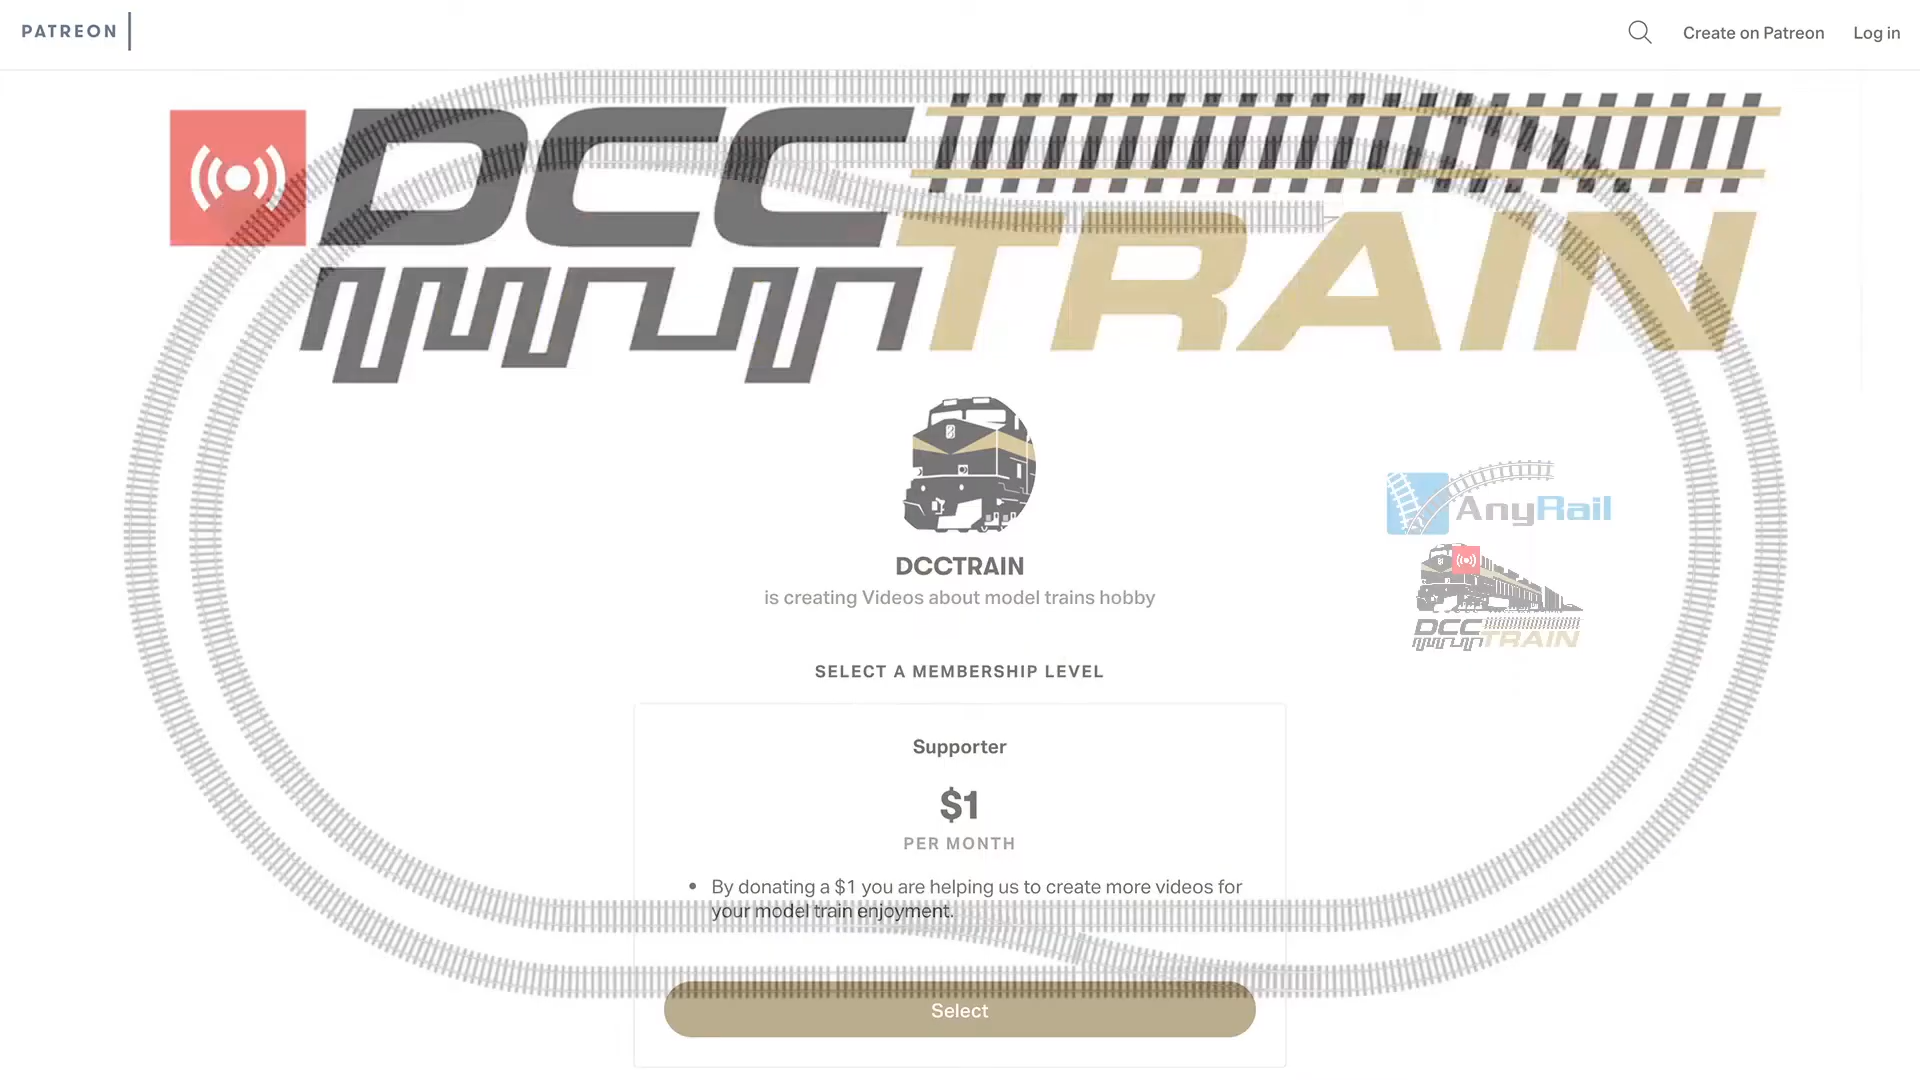 PATREON
Create on Patreon
Log in
DCC
TRAIN
AnyRail
DCCTRAIN
is creating Videos about model trains hobby
DCC
TRAIN
SELECT A MEMBERSHIP LEVEL
Supporter
$1
PER MONTH
• By donating a $1 you are helping us to create more videos for
your model train enjoyment.
Select